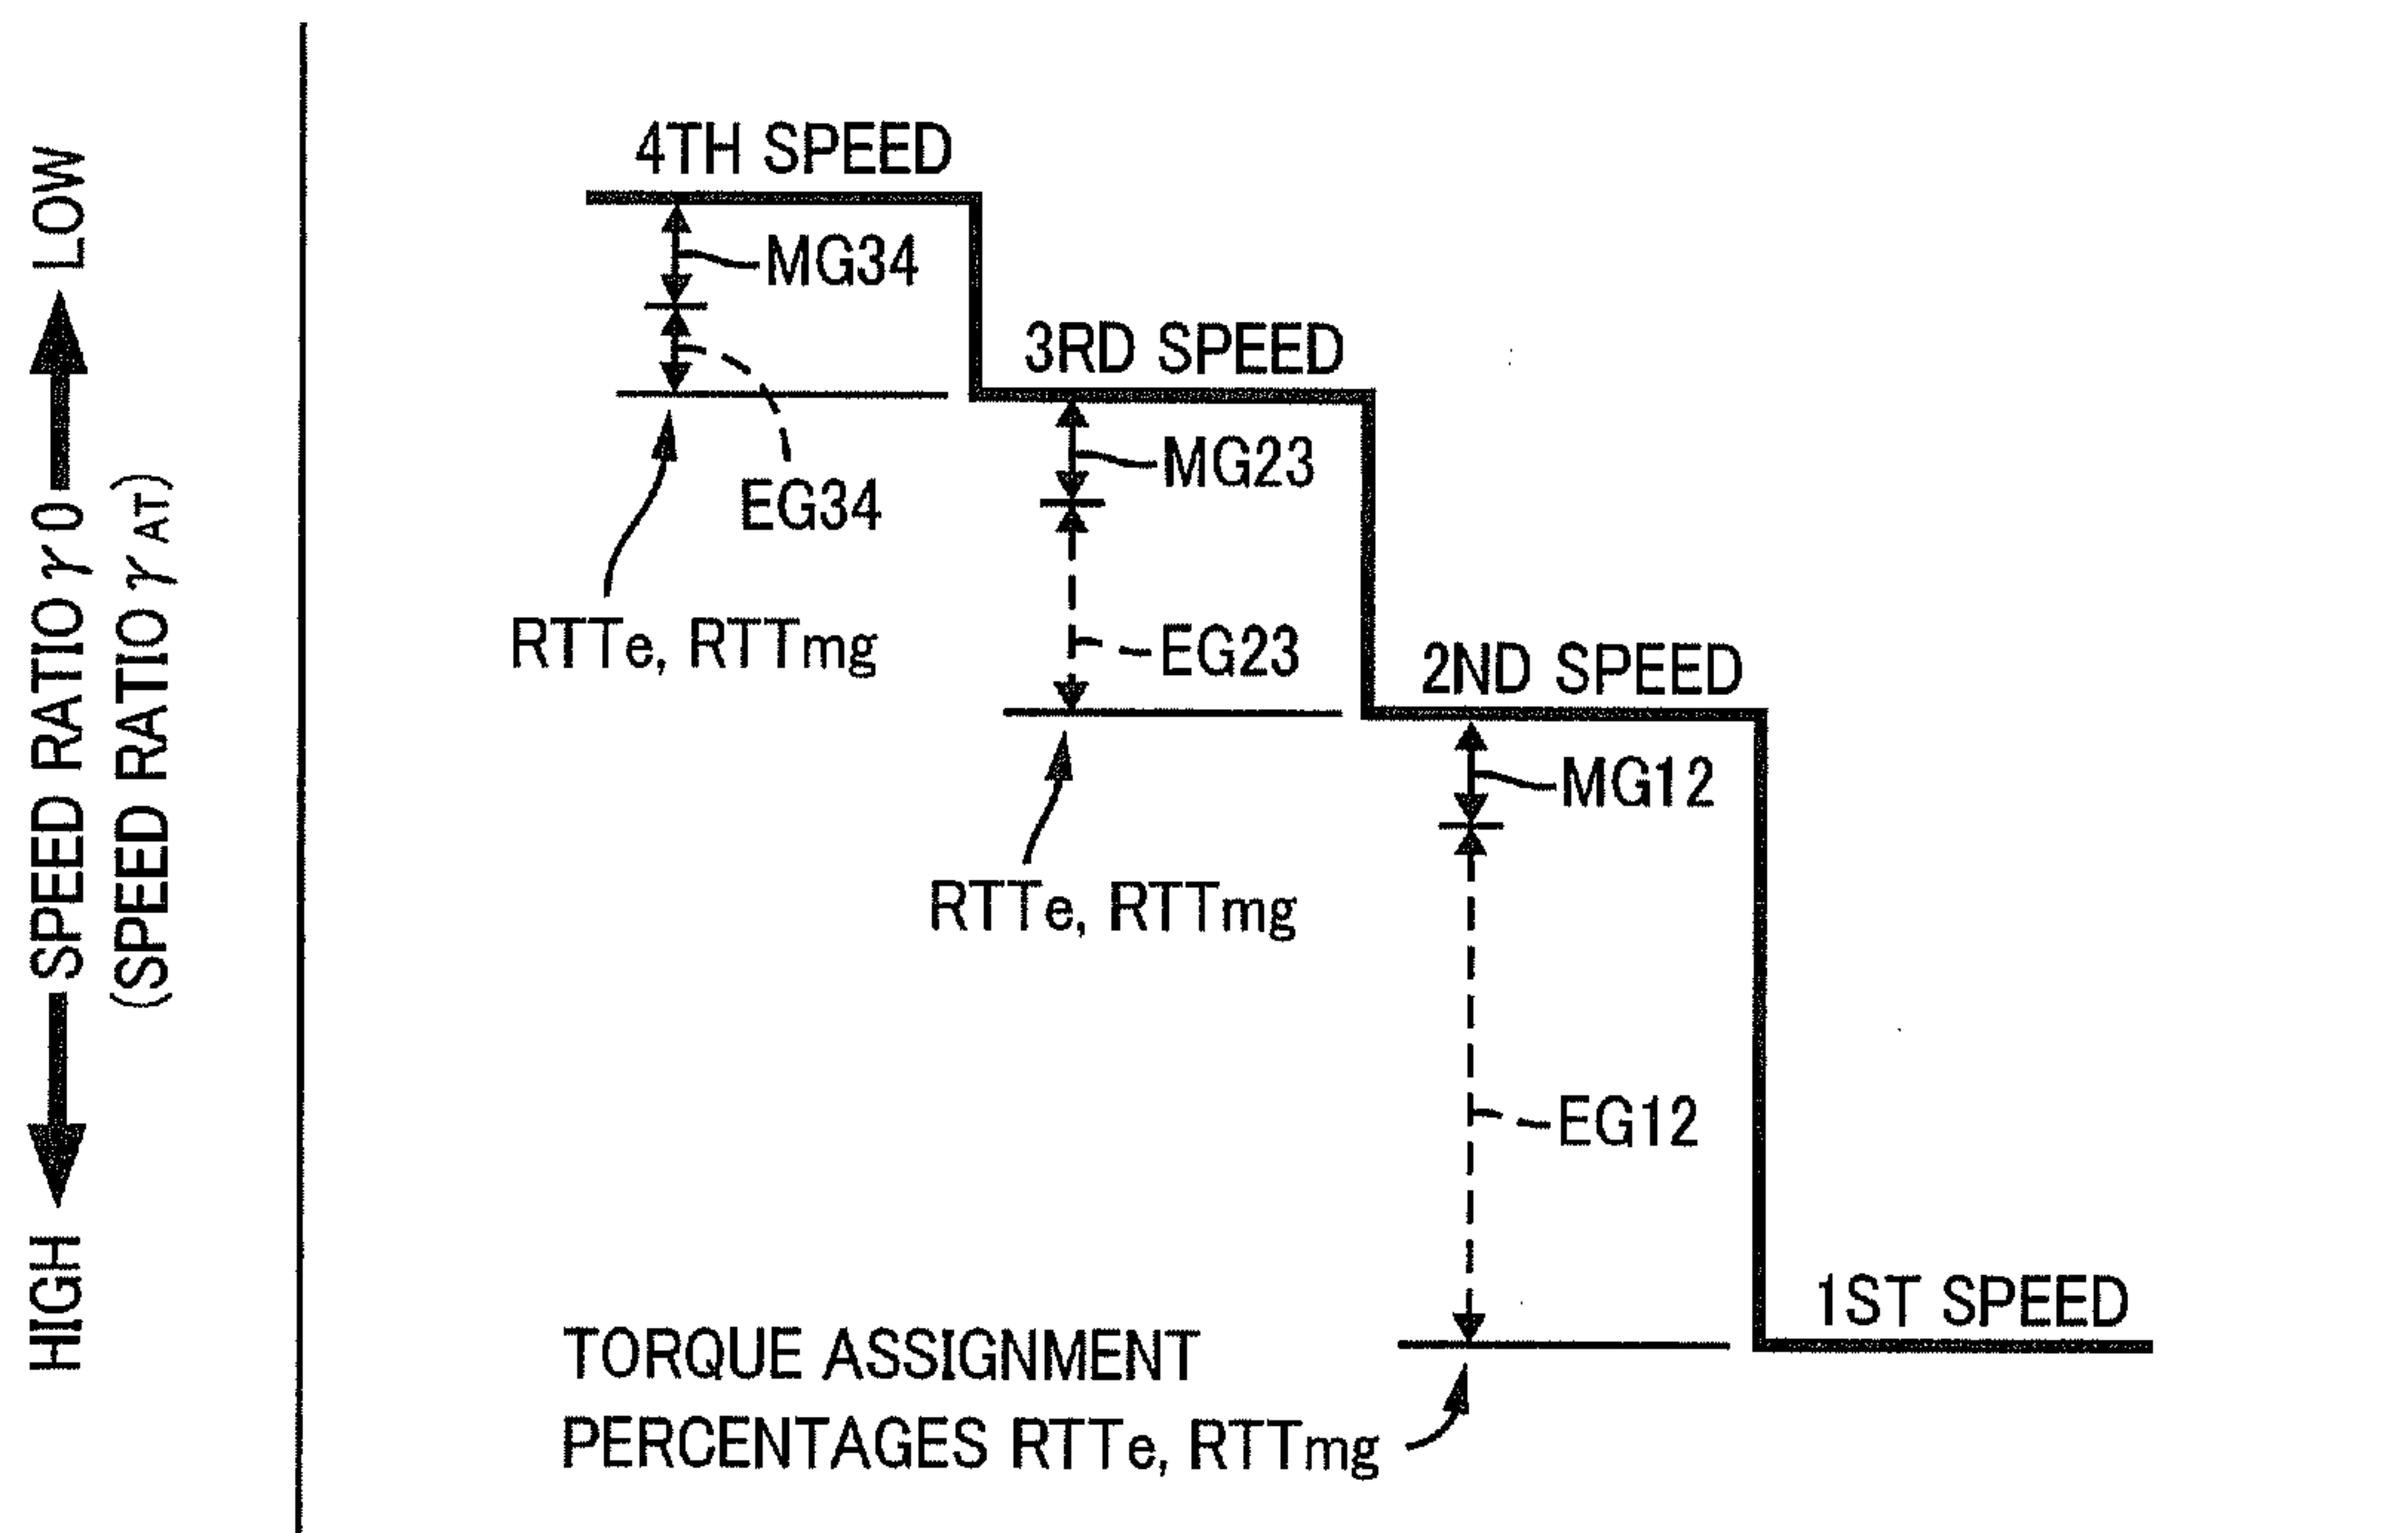 HIGH ← SPEED RATIO γ0 → LOW
(SPEED RATIO γAT)
4TH SPEED
MG34
EG34
RTTe, RTTmg
3RD SPEED
MG23
EG23
RTTe, RTTmg
2ND SPEED
MG12
EG12
1ST SPEED
TORQUE ASSIGNMENT
PERCENTAGES RTTe, RTTmg